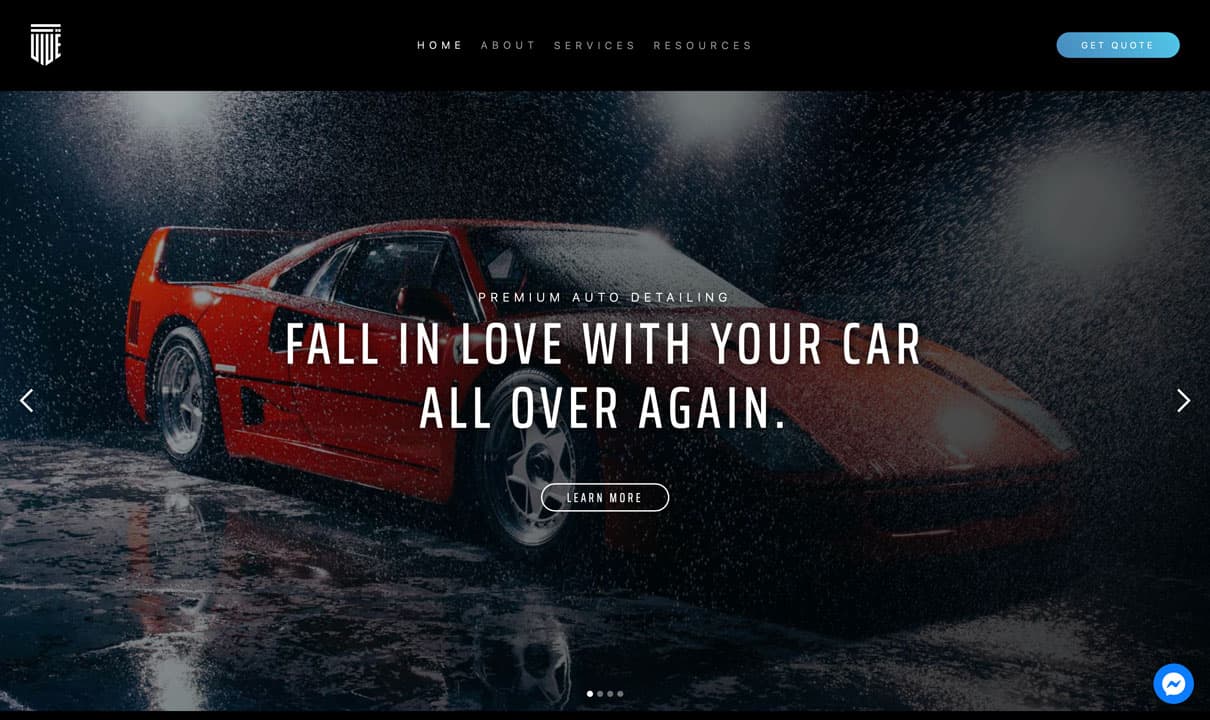 HOME ABOUT SERVICES RESOURCES
GET QUOTE
PREMIUM AUTO DETAILING
FALL IN LOVE WITH YOUR CAR
ALL OVER AGAIN.
LEARN MORE